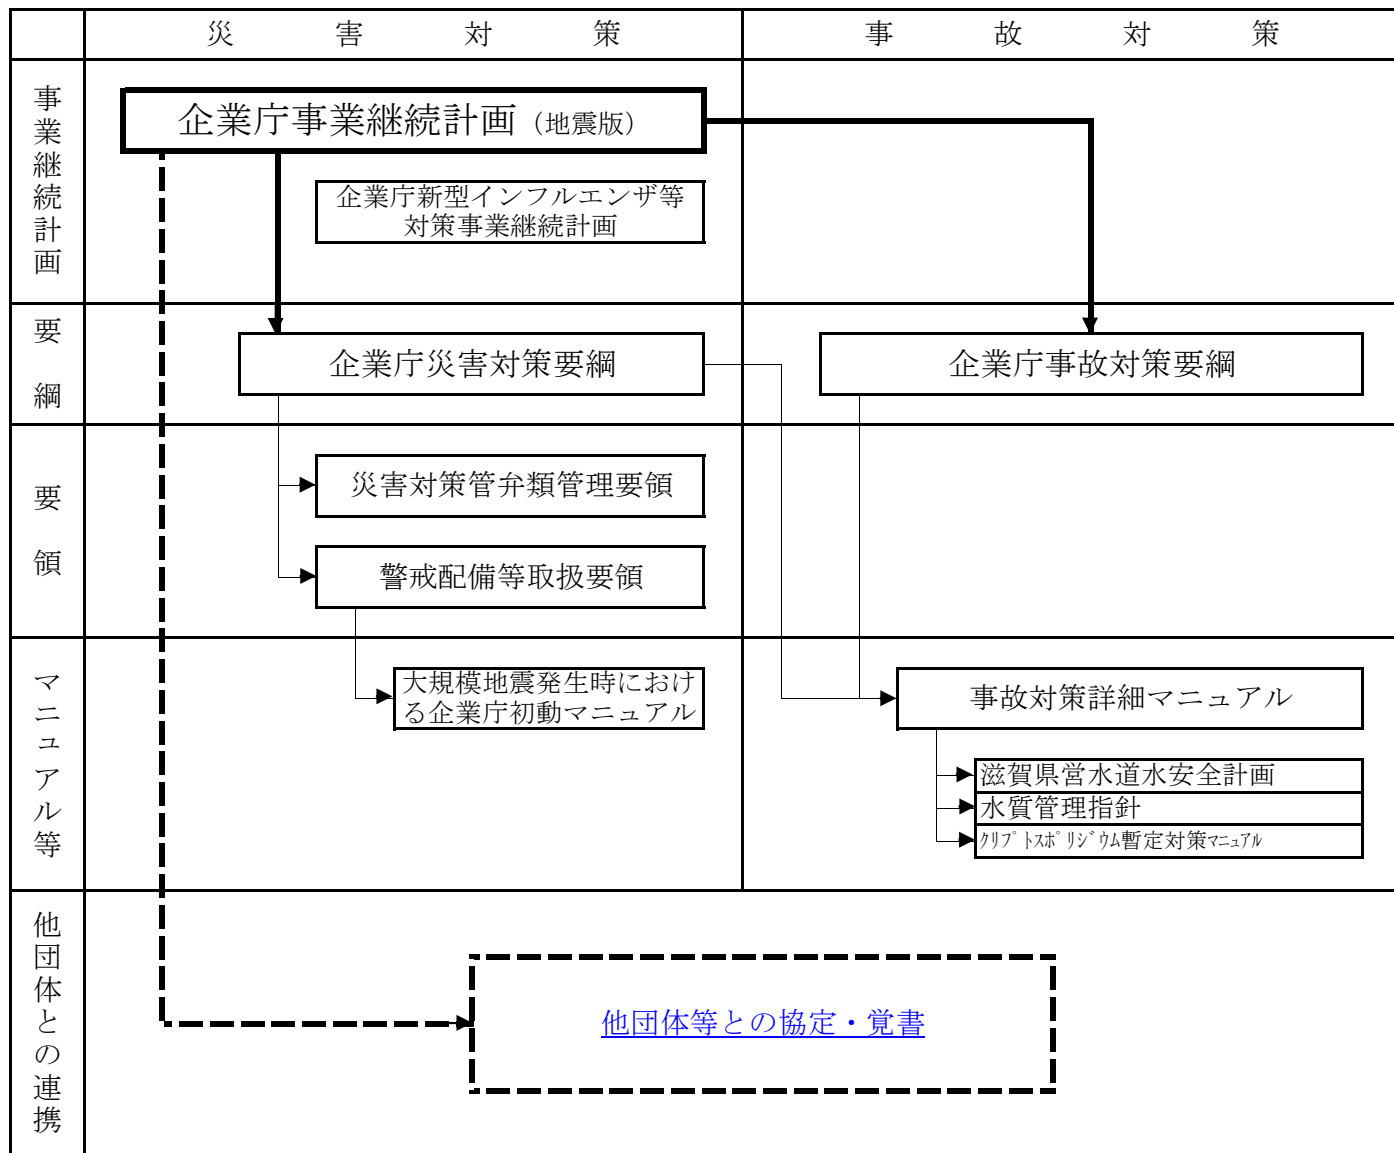 災害対策
事故対策
事業継続計画
企業庁事業継続計画（地震版）
企業庁新型インフルエンザ等
対策事業継続計画
要綱
企業庁災害対策要綱
企業庁事故対策要綱
要領
災害対策管弁類管理要領
警戒配備等取扱要領
マニュアル等
大規模地震発生時におけ
る企業庁初動マニュアル
事故対策詳細マニュアル
滋賀県営水道水安全計画
水質管理指針
ｸﾘﾌﾟﾄｽﾎﾟﾘｼﾞｳﾑ暫定対策ﾏﾆｭｱﾙ
他団体との連携
他団体等との協定・覚書